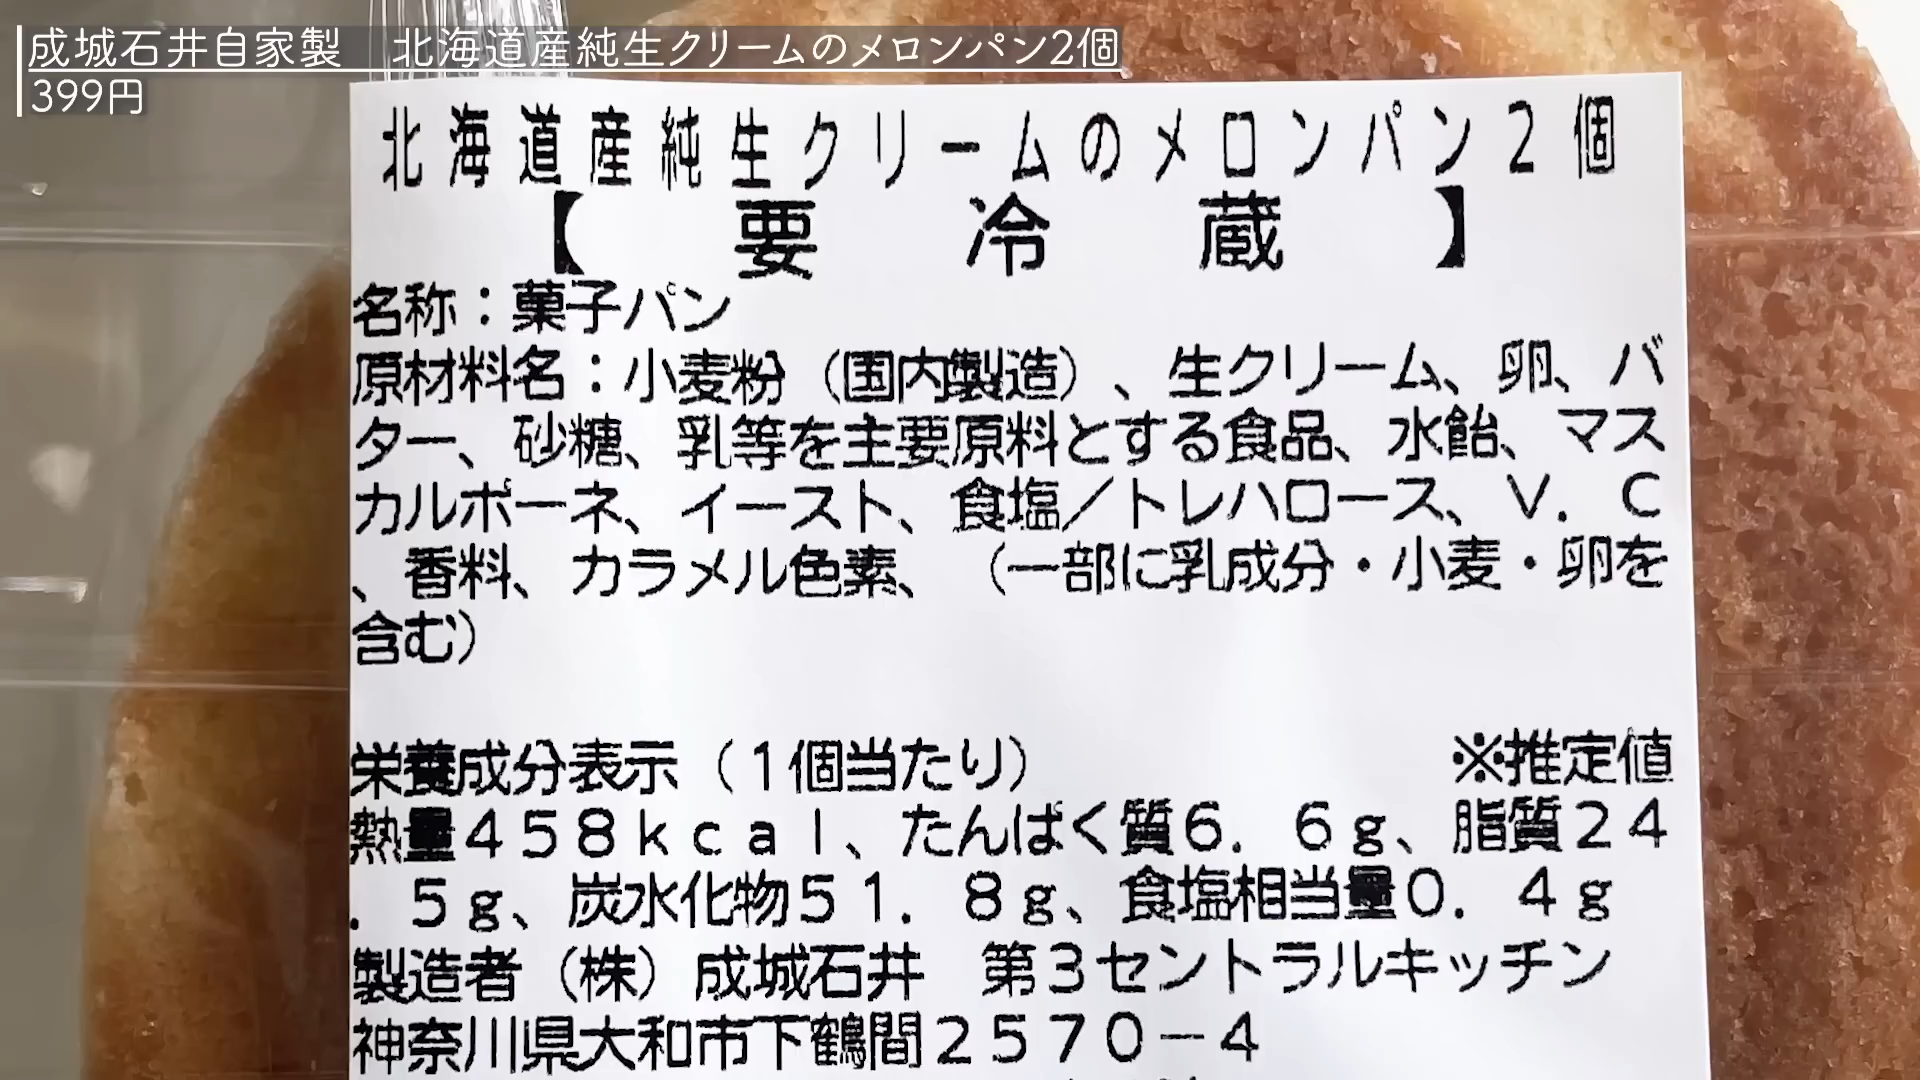 成城石井自家製　北海道産純生クリームのメロンパン2個
399円
北海道産純生クリームのメロンパン２個
【　要　冷　蔵　】
名称：菓子パン
原材料名：小麦粉（国内製造）、生クリーム、卵、バ
ター、砂糖、乳等を主要原料とする食品、水飴、マス
カルポーネ、イースト、食塩／トレハロース、Ｖ．Ｃ
、香料、カラメル色素、（一部に乳成分・小麦・卵を
含む）
栄養成分表示（１個当たり）　※推定値
熱量４５８ｋｃａｌ、たんぱく質６．６ｇ、脂質２４
．５ｇ、炭水化物５１．８ｇ、食塩相当量０．４ｇ
製造者（株）成城石井　第３セントラルキッチン
神奈川県大和市下鶴間２５７０－４